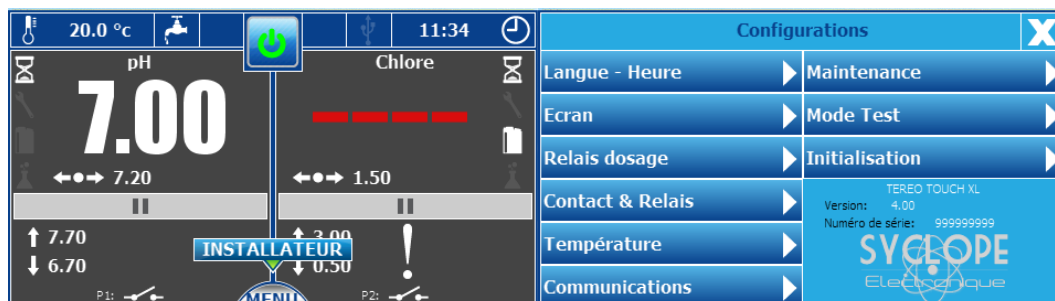 20.0 °c
11:34
pH
Chlore
7.00
7.20
1.50
7.70
6.70
3.00
0.50
INSTALLATEUR
P1:
P2:
MENU
Configurations
X
Langue - Heure
Ecran
Relais dosage
Contact & Relais
Température
Communications
Maintenance
Mode Test
Initialisation
TEREO TOUCH XL
Version: 4.00
Numéro de série: 999999999
SYCLOPE
Electronique